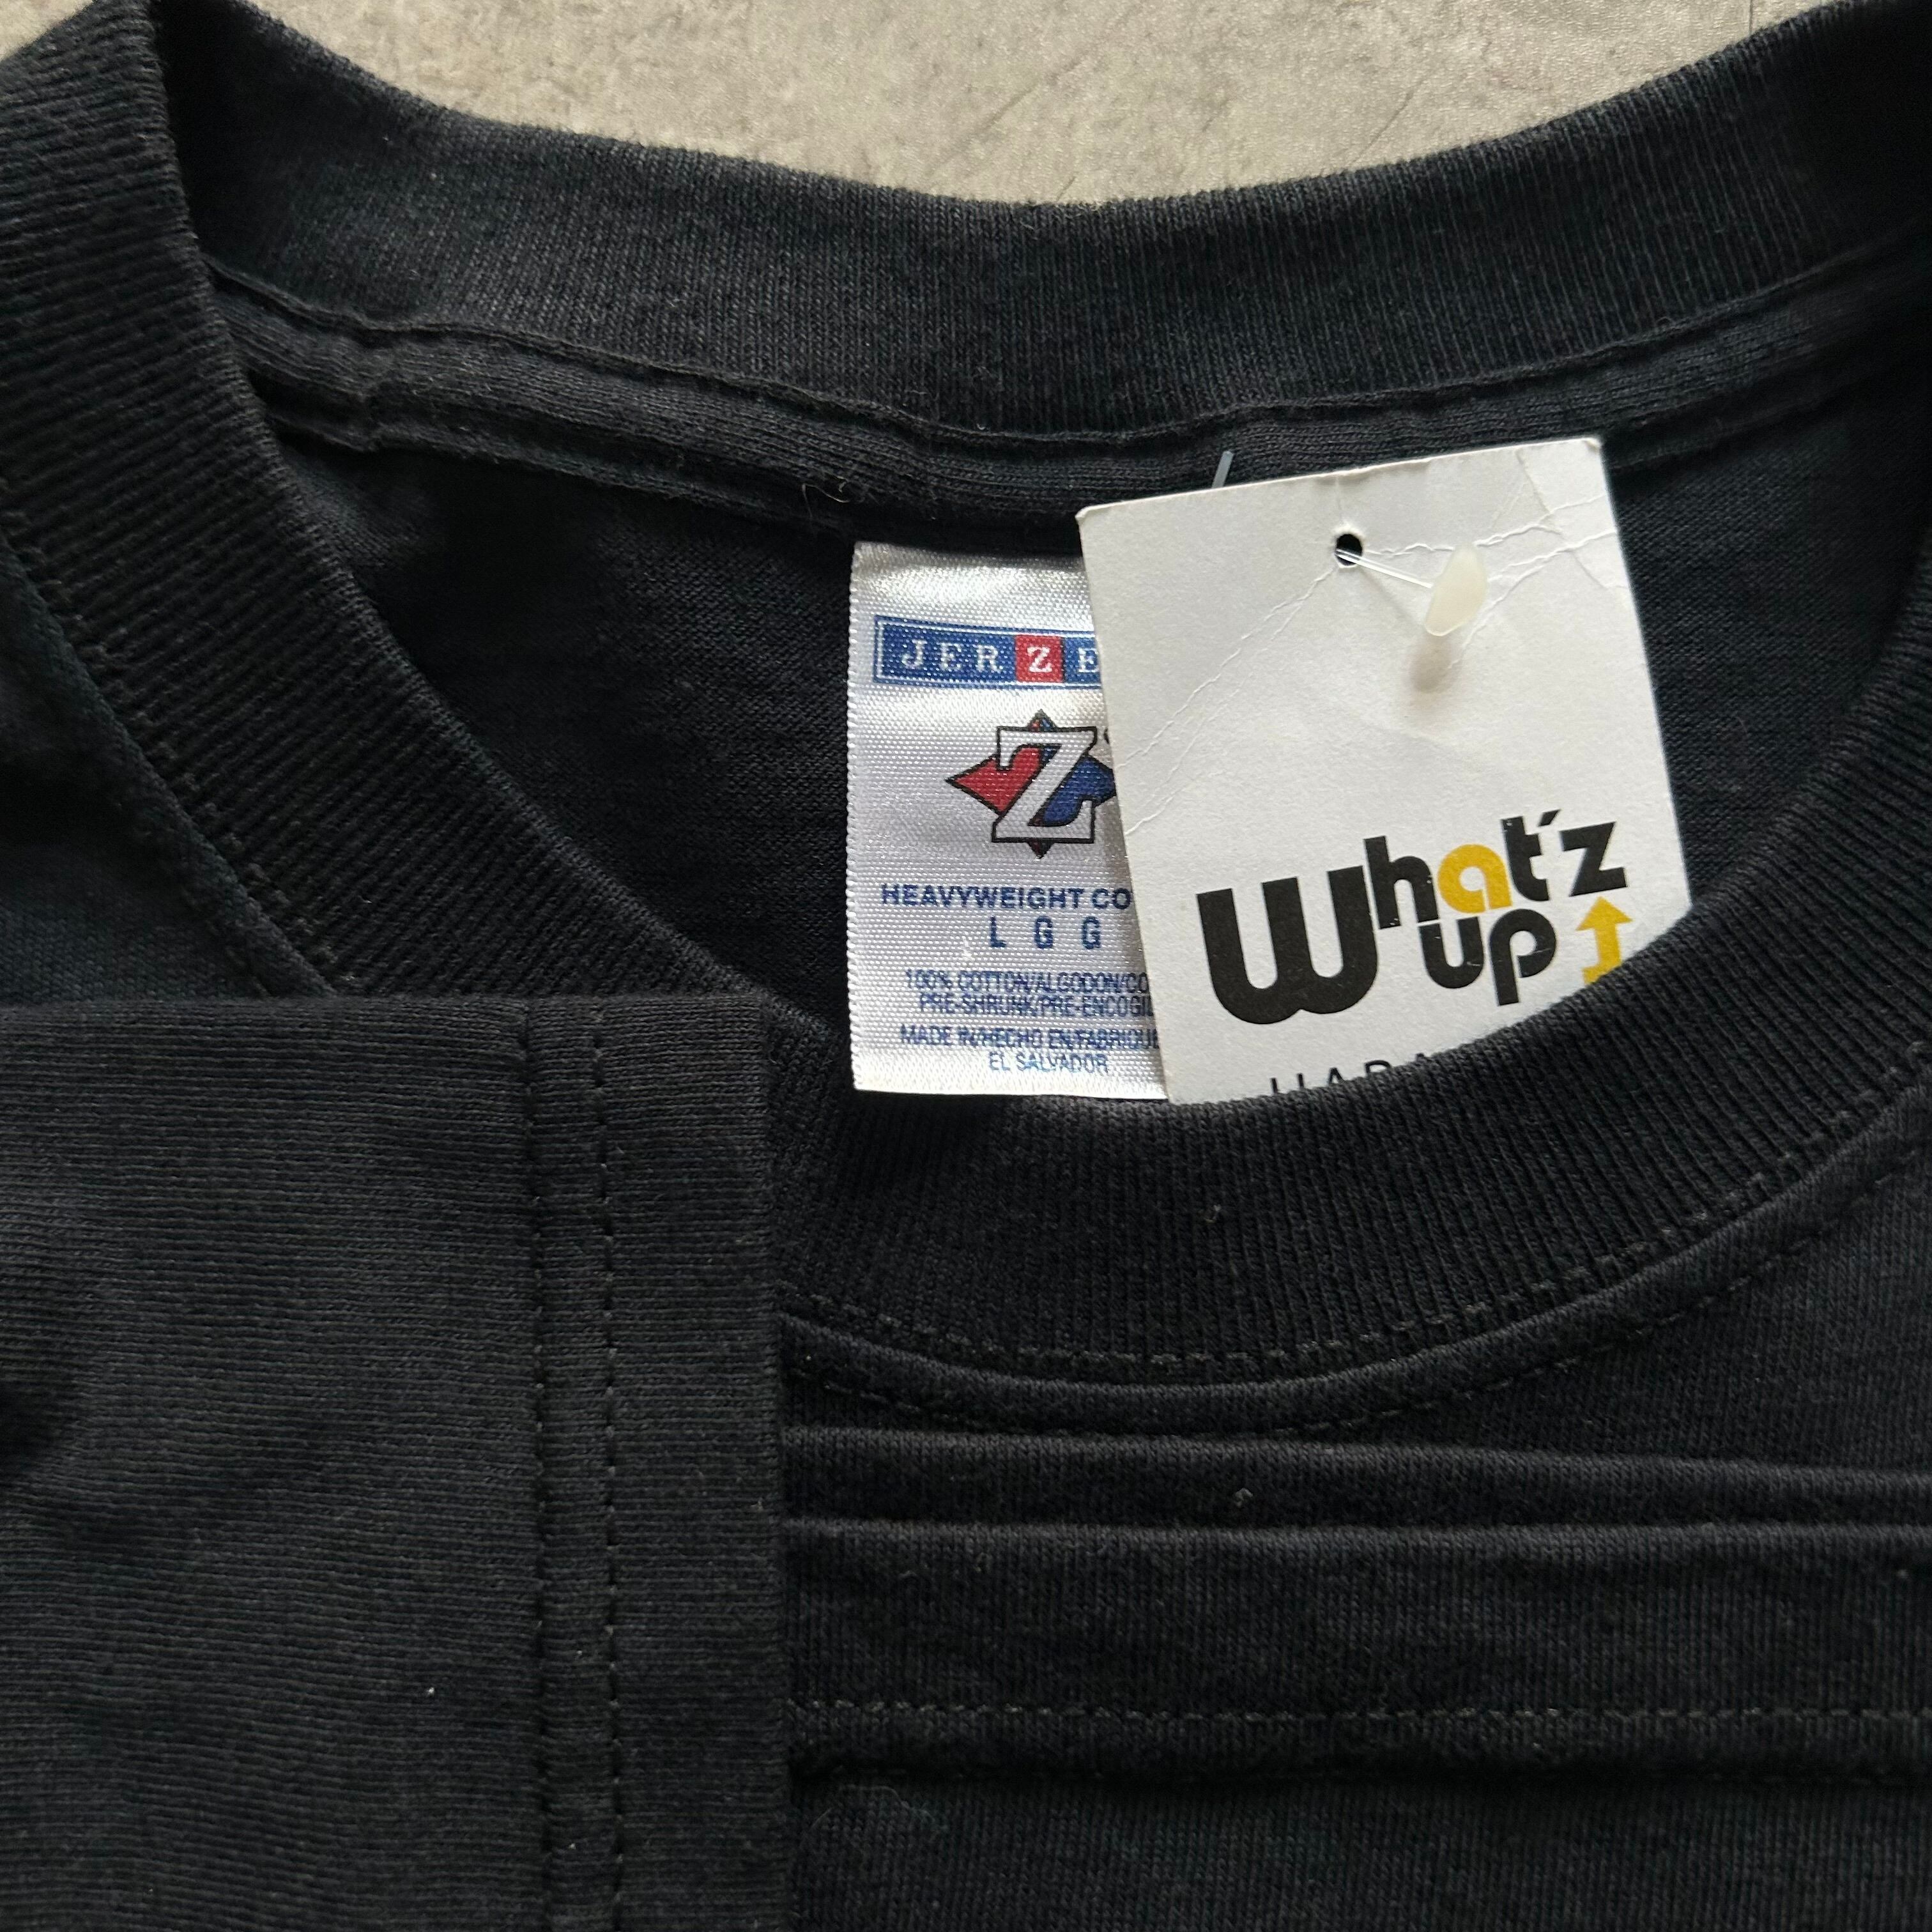 JERZE
Z
HEAVYWEIGHT CO
L G G
100% COTTON/ALGODON/CO
PRE-SHRUNK/PRE-ENCOGI
MADE IN/HECHO EN/FABRIQUE
EL SALVADOR
What'z
up